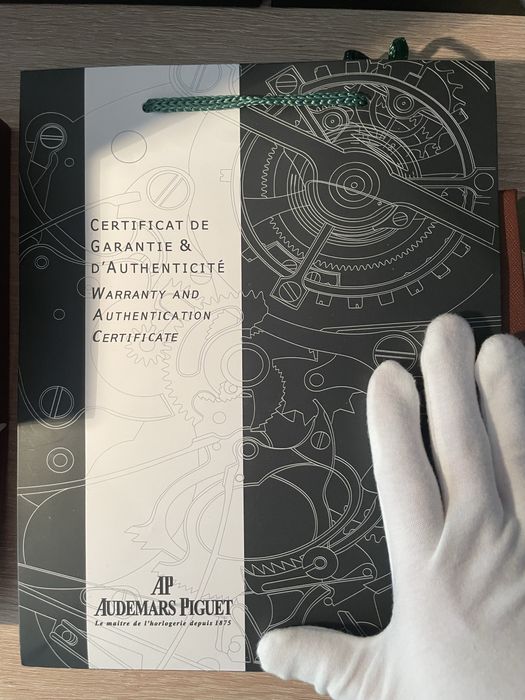 CERTIFICAT DE
GARANTIE &
D'AUTHENTICITÉ
WARRANTY AND
AUTHENTICATION
CERTIFICATE
AP
AUDEMARS PIGUET
Le maître de l'horlogerie depuis 1875